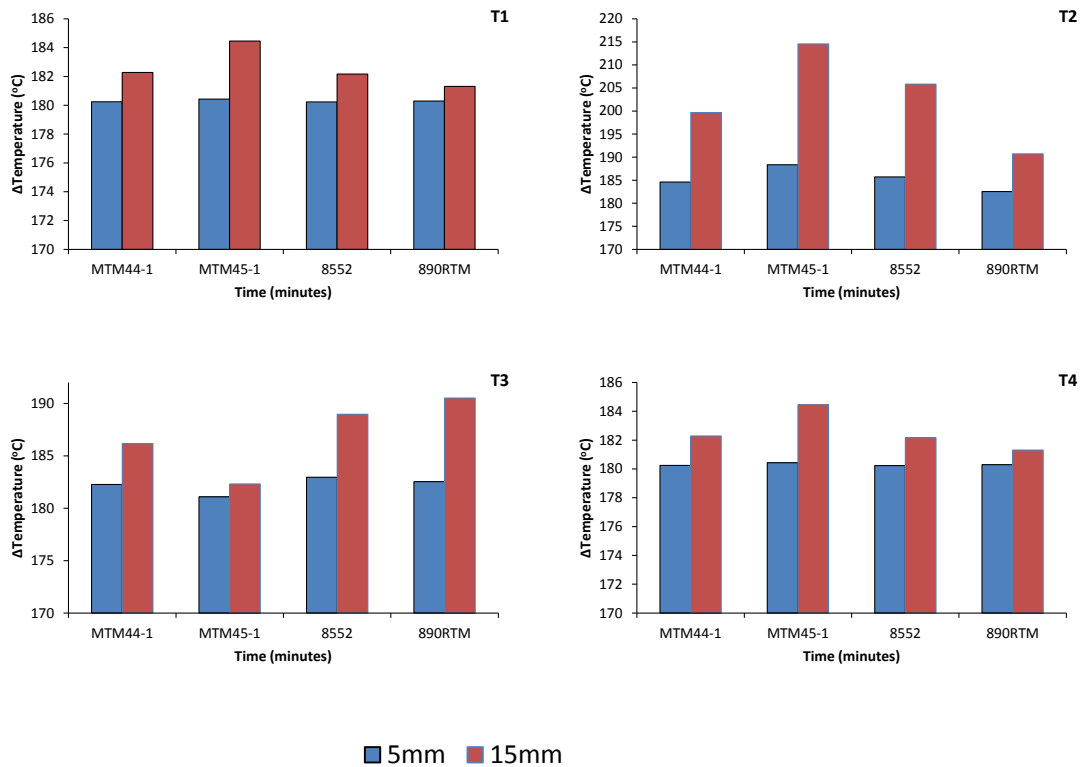 T1
ΔTemperature (°C)
186
184
182
180
178
176
174
172
170
MTM44-1 MTM45-1 8552 890RTM
Time (minutes)
T2
ΔTemperature (°C)
220
215
210
205
200
195
190
185
180
175
170
MTM44-1 MTM45-1 8552 890RTM
Time (minutes)
T3
ΔTemperature (°C)
190
185
180
175
170
MTM44-1 MTM45-1 8552 890RTM
Time (minutes)
T4
ΔTemperature (°C)
186
184
182
180
178
176
174
172
170
MTM44-1 MTM45-1 8552 890RTM
Time (minutes)
5mm 15mm